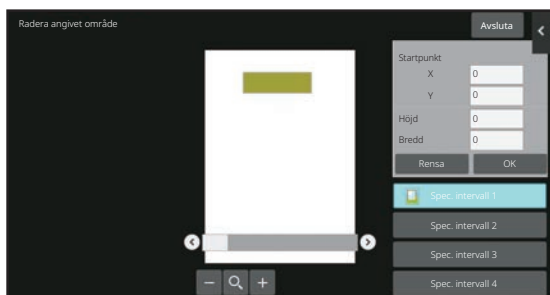 Radera angivet område
Avsluta
Startpunkt
X 0
Y 0
Höjd 0
Bredd 0
Rensa OK
Spec. intervall 1
Spec. intervall 2
Spec. intervall 3
Spec. intervall 4